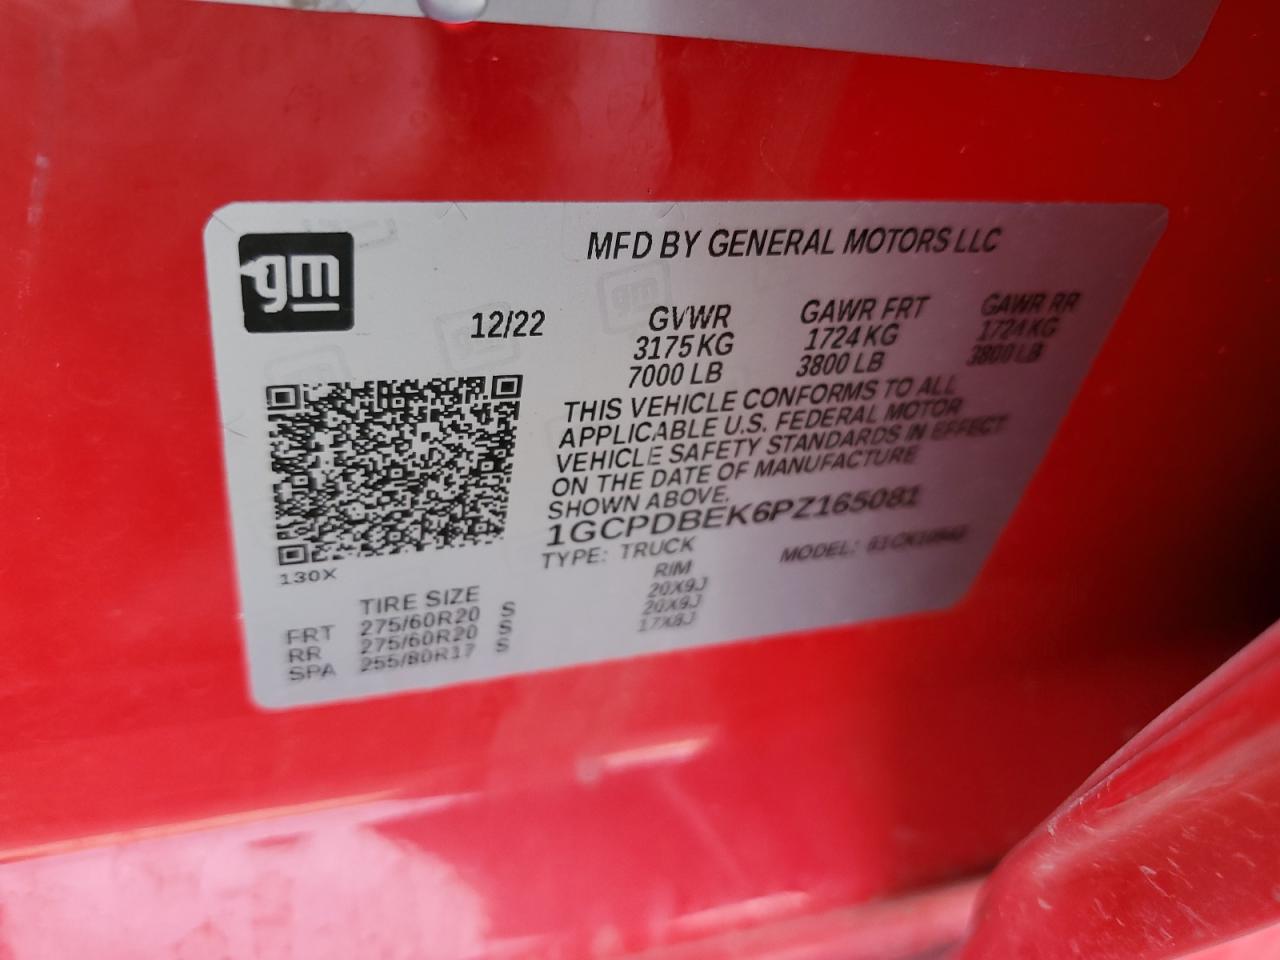 gm
MFD BY GENERAL MOTORS LLC
12/22 GVWR GAWR FRT GAWR RR
3175 KG 1724 KG 1724 KG
7000 LB 3800 LB 3800 LB
THIS VEHICLE CONFORMS TO ALL
APPLICABLE U.S. FEDERAL MOTOR
VEHICLE SAFETY STANDARDS IN EFFECT
ON THE DATE OF MANUFACTURE
SHOWN ABOVE.
1GCPDBEK6PZ165081
TYPE: TRUCK MODEL:
130X
TIRE SIZE RIM
FRT 275/60R20 S 20X9J
RR 275/60R20 S 20X9J
SPA 255/80R17 S 17X8J